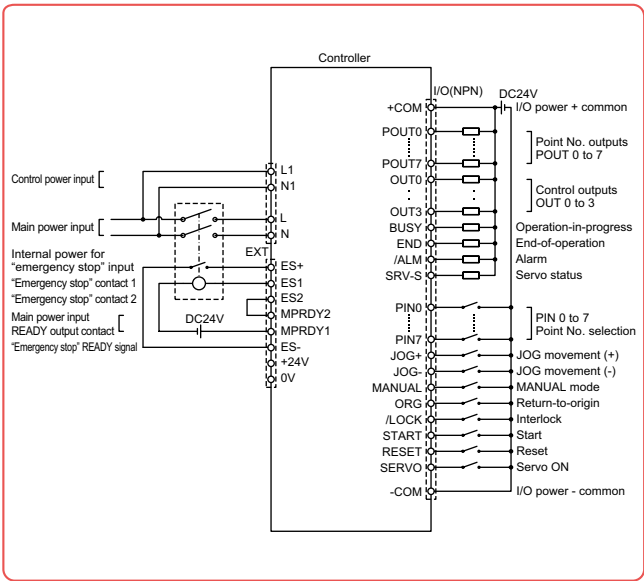 Controller
I/O(NPN)
DC24V
+COM
I/O power + common
POUT0
Point No. outputs
POUT 0 to 7
POUT7
OUT0
Control outputs
OUT 0 to 3
OUT3
BUSY
Operation-in-progress
END
End-of-operation
/ALM
Alarm
SRV-S
Servo status
PIN0
PIN 0 to 7
Point No. selection
PIN7
JOG+
JOG movement (+)
JOG-
JOG movement (-)
MANUAL
MANUAL mode
ORG
Return-to-origin
/LOCK
Interlock
START
Start
RESET
Reset
SERVO
Servo ON
-COM
I/O power - common
Control power input
L1
N1
Main power input
L
N
EXT
Internal power for
"emergency stop" input
ES+
"Emergency stop" contact 1
ES1
"Emergency stop" contact 2
ES2
Main power input
READY output contact
DC24V
MPRDY2
MPRDY1
"Emergency stop" READY signal
ES-
+24V
0V